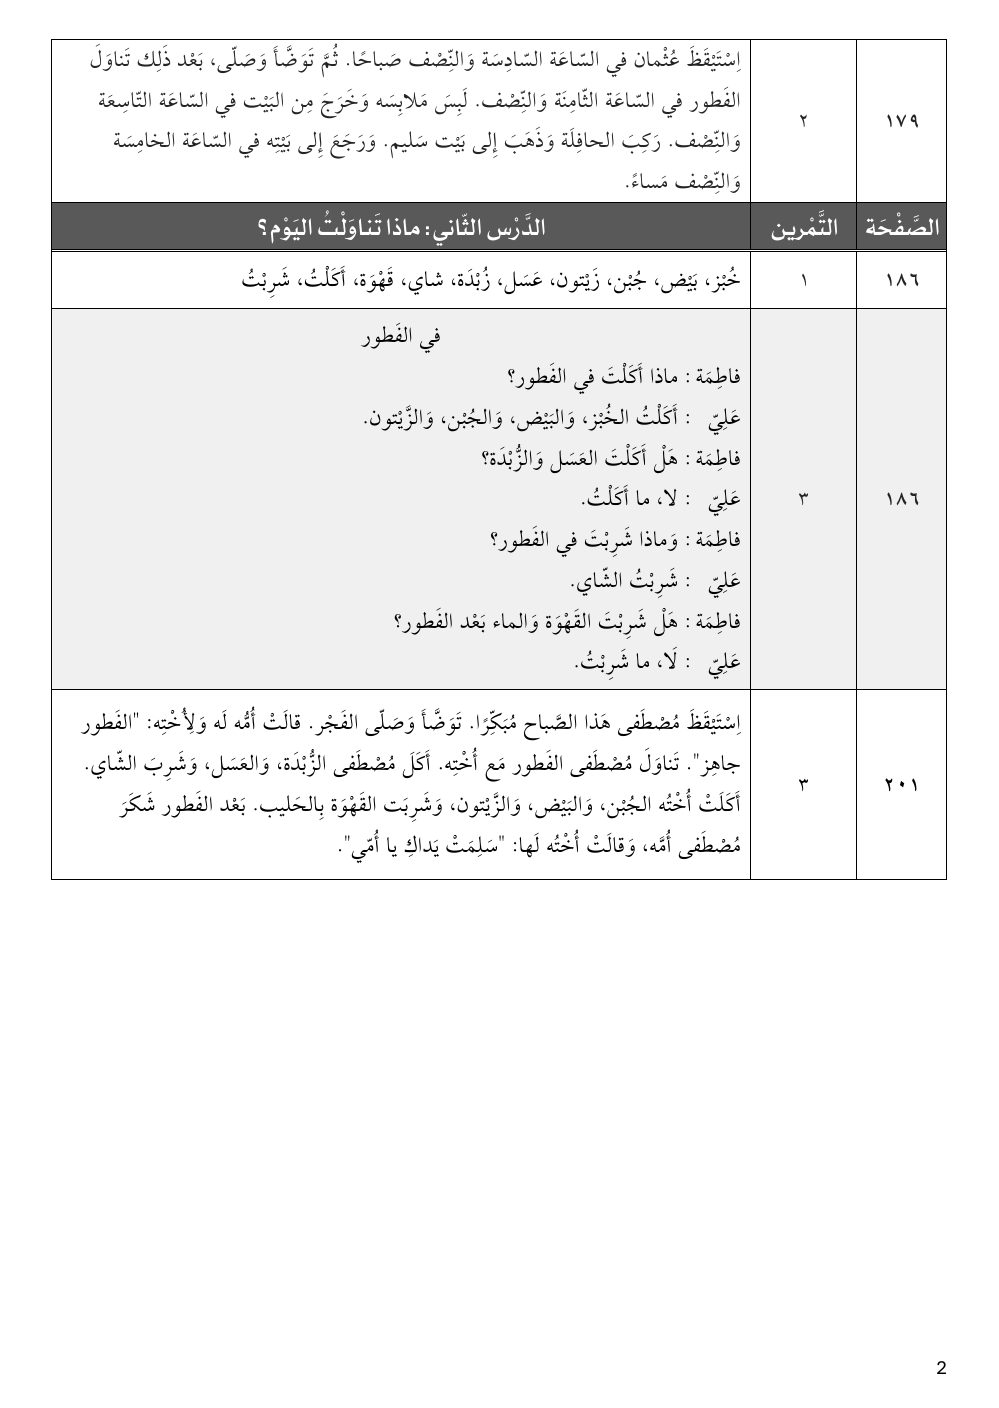 ١٧٩
٢
اِسْتَيْقَظَ عُثْمان في السّاعَة السّادِسَة وَالنِّصْف صَباحًا. ثُمَّ تَوَضَّأَ وَصَلّى، بَعْد ذَلِك تَناوَلَ
الفَطور في السّاعَة الثّامِنَة وَالنِّصْف. لَبِسَ مَلابِسَه وَخَرَجَ مِن البَيْت في السّاعَة التّاسِعَة
وَالنِّصْف. رَكِبَ الحافِلَة وَذَهَبَ إِلى بَيْت سَليم. وَرَجَعَ إِلى بَيْتِه في السّاعَة الخامِسَة
وَالنِّصْف مَساءً.
الصَّفْحَة
التَّمْرين
الدَّرْس الثّاني: ماذا تَناوَلْتُ اليَوْم؟
١٨٦
١
خُبْز، بَيْض، جُبْن، زَيْتون، عَسَل، زُبْدَة، شاي، قَهْوَة، أَكَلْتُ، شَرِبْتُ
١٨٦
٣
في الفَطور
فاطِمَة : ماذا أَكَلْتَ في الفَطور؟
عَلِيّ : أَكَلْتُ الخُبْز، وَالبَيْض، وَالجُبْن، وَالزَّيْتون.
فاطِمَة : هَلْ أَكَلْتَ العَسَل وَالزُّبْدَة؟
عَلِيّ : لا، ما أَكَلْتُ.
فاطِمَة : وَماذا شَرِبْتَ في الفَطور؟
عَلِيّ : شَرِبْتُ الشّاي.
فاطِمَة : هَلْ شَرِبْتَ القَهْوَة وَالماء بَعْد الفَطور؟
عَلِيّ : لَا، ما شَرِبْتُ.
٢٠١
٣
اِسْتَيْقَظَ مُصْطَفى هَذا الصَّباح مُبَكِّرًا. تَوَضَّأَ وَصَلّى الفَجْر. قالَتْ أُمُّه لَه وَلِأُخْتِه: "الفَطور
جاهِز". تَناوَلَ مُصْطَفى الفَطور مَع أُخْتِه. أَكَلَ مُصْطَفى الزُّبْدَة، وَالعَسَل، وَشَرِبَ الشّاي.
أَكَلَتْ أُخْتُه الجُبْن، وَالبَيْض، وَالزَّيْتون، وَشَرِبَت القَهْوَة بِالحَليب. بَعْد الفَطور شَكَرَ
مُصْطَفى أُمَّه، وَقالَتْ أُخْتُه لَها: "سَلِمَتْ يَداكِ يا أُمّي".
2